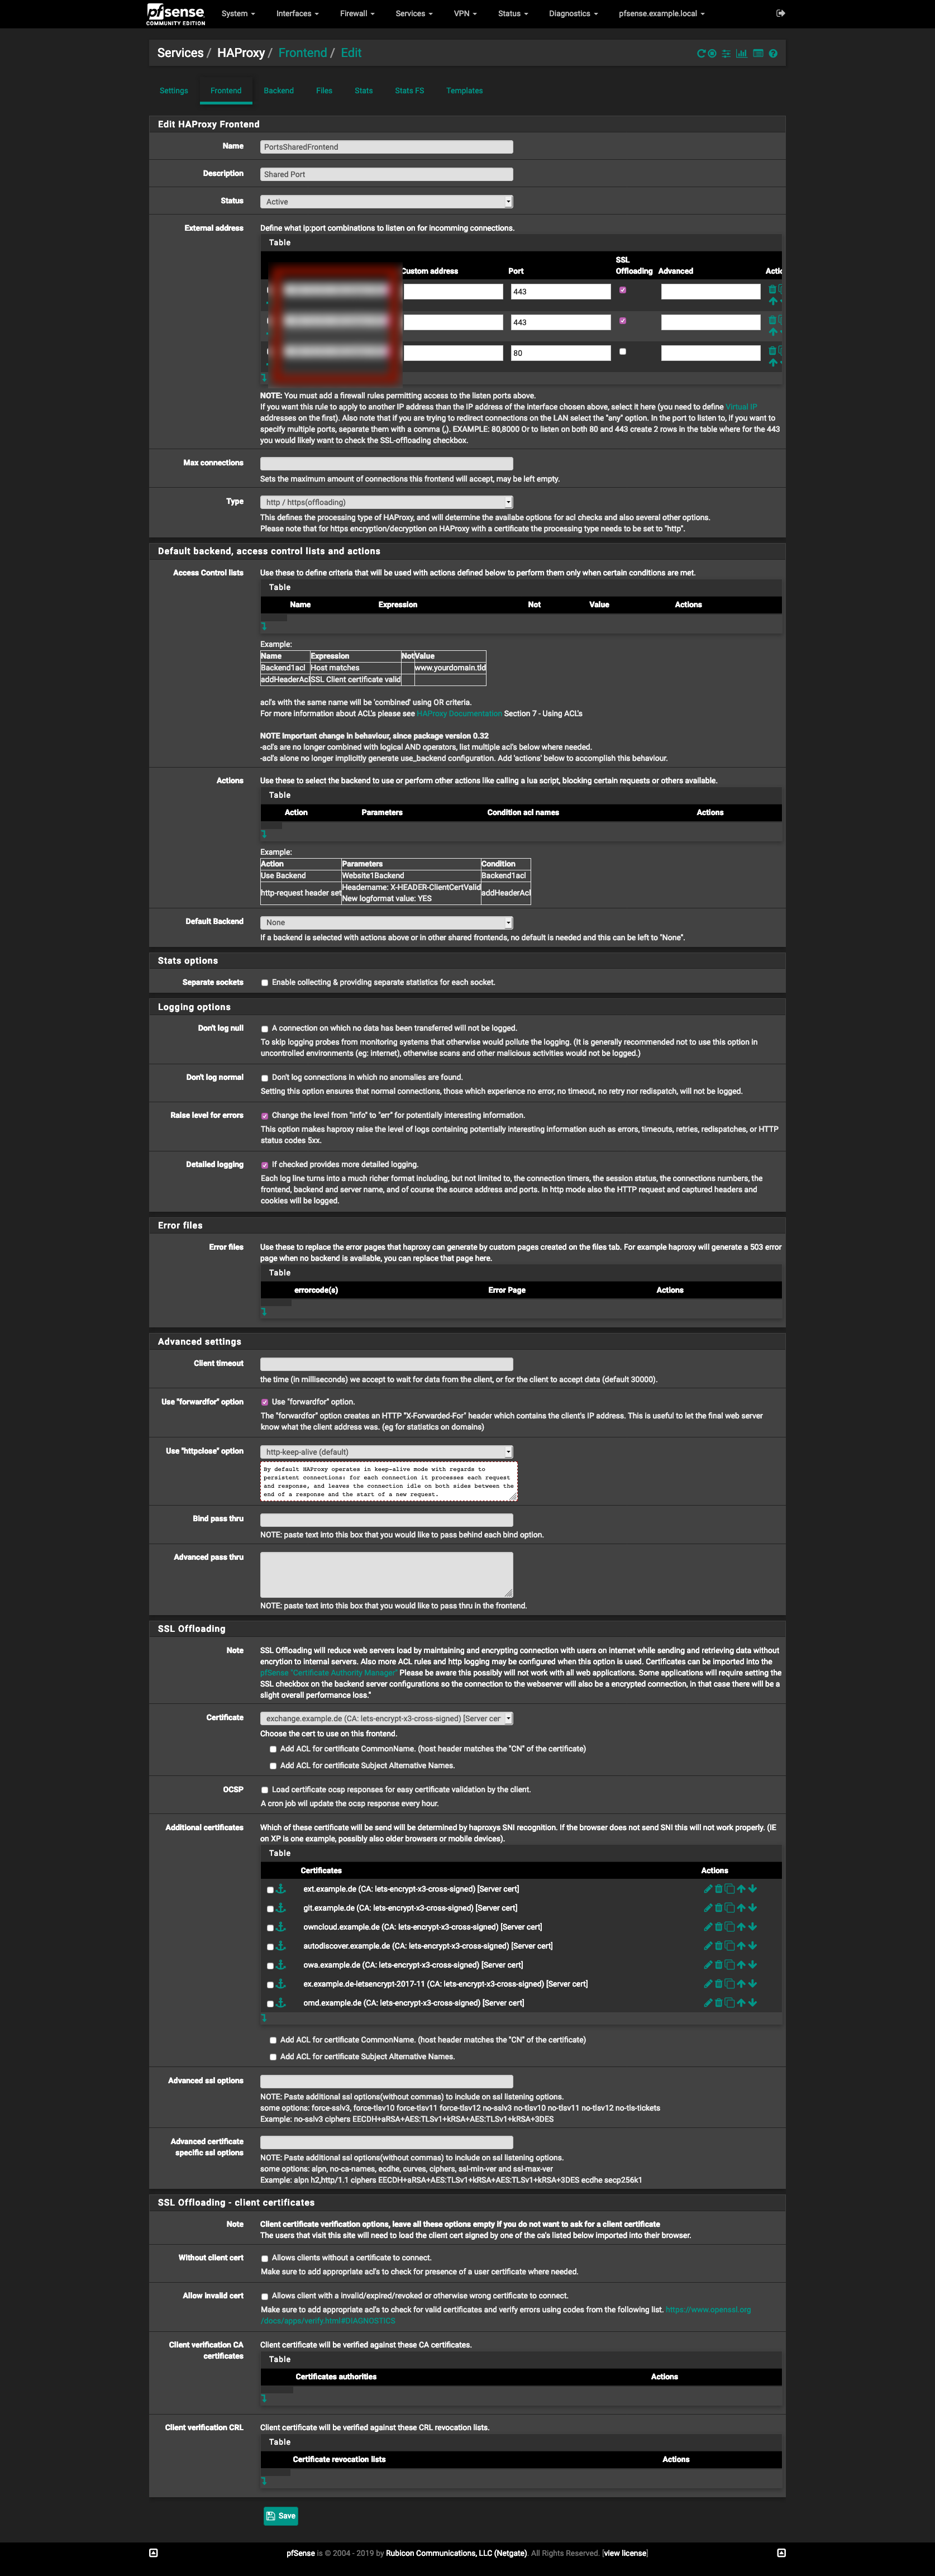 pfsense
COMMUNITY EDITION
System Interfaces Firewall Services VPN Status Diagnostics pfsense.example.local
Services / HAProxy / Frontend / Edit
Settings Frontend Backend Files Stats Stats FS Templates
Edit HAProxy Frontend
Name PortsSharedFrontend
Description Shared Port
Status Active
External address Define what ip:port combinations to listen on for incomming connections.
Table
SSL
Custom address Port Offloading Advanced Actic
443
443
80
NOTE: You must add a firewall rules permitting access to the listen ports above.
If you want this rule to apply to another IP address than the IP address of the interface chosen above, select it here (you need to define Virtual IP
addresses on the first). Also note that if you are trying to redirect connections on the LAN select the "any" option. In the port to listen to, if you want to
specify multiple ports, separate them with a comma (,). EXAMPLE: 80,8000 Or to listen on both 80 and 443 create 2 rows in the table where for the 443
you would likely want to check the SSL-offloading checkbox.
Max connections
Sets the maximum amount of connections this frontend will accept, may be left empty.
Type http / https(offloading)
This defines the processing type of HAProxy, and will determine the availabe options for acl checks and also several other options.
Please note that for https encryption/decryption on HAProxy with a certificate the processing type needs to be set to "http".
Default backend, access control lists and actions
Access Control lists Use these to define criteria that will be used with actions defined below to perform them only when certain conditions are met.
Table
Name Expression Not Value Actions
Example:
Name Expression Not Value
Backend1acl Host matches www.yourdomain.tld
addHeaderAcl SSL Client certificate valid
acl's with the same name will be 'combined' using OR criteria.
For more information about ACL's please see HAProxy Documentation Section 7 - Using ACL's
NOTE Important change in behaviour, since package version 0.32
-acl's are no longer combined with logical AND operators, list multiple acl's below where needed.
-acl's alone no longer implicitly generate use_backend configuration. Add 'actions' below to accomplish this behaviour.
Actions Use these to select the backend to use or perform other actions like calling a lua script, blocking certain requests or others available.
Table
Action Parameters Condition acl names Actions
Example:
Action Parameters Condition
Use Backend Website1Backend Backend1acl
http-request header set Headername: X-HEADER-ClientCertValid addHeaderAcl
New logformat value: YES
Default Backend None
If a backend is selected with actions above or in other shared frontends, no default is needed and this can be left to "None".
Stats options
Separate sockets Enable collecting & providing separate statistics for each socket.
Logging options
Don't log null A connection on which no data has been transferred will not be logged.
To skip logging probes from monitoring systems that otherwise would pollute the logging. (It is generally recommended not to use this option in
uncontrolled environments (eg: internet), otherwise scans and other malicious activities would not be logged.)
Don't log normal Don't log connections in which no anomalies are found.
Setting this option ensures that normal connections, those which experience no error, no timeout, no retry nor redispatch, will not be logged.
Raise level for errors Change the level from "info" to "err" for potentially interesting information.
This option makes haproxy raise the level of logs containing potentially interesting information such as errors, timeouts, retries, redispatches, or HTTP
status codes 5xx.
Detailed logging If checked provides more detailed logging.
Each log line turns into a much richer format including, but not limited to, the connection timers, the session status, the connections numbers, the
frontend, backend and server name, and of course the source address and ports. In http mode also the HTTP request and captured headers and
cookies will be logged.
Error files
Error files Use these to replace the error pages that haproxy can generate by custom pages created on the files tab. For example haproxy will generate a 503 error
page when no backend is available, you can replace that page here.
Table
errorcode(s) Error Page Actions
Advanced settings
Client timeout
the time (in milliseconds) we accept to wait for data from the client, or for the client to accept data (default 30000).
Use "forwardfor" option Use "forwardfor" option.
The "forwardfor" option creates an HTTP "X-Forwarded-For" header which contains the client's IP address. This is useful to let the final web server
know what the client address was. (eg for statistics on domains)
Use "httpclose" option http-keep-alive (default)
By default HAProxy operates in keep-alive mode with regards to
persistent connections: for each connection it processes each request
and response, and leaves the connection idle on both sides between the
end of a response and the start of a new request.
Bind pass thru
NOTE: paste text into this box that you would like to pass behind each bind option.
Advanced pass thru
NOTE: paste text into this box that you would like to pass thru in the frontend.
SSL Offloading
Note SSL Offloading will reduce web servers load by maintaining and encrypting connection with users on internet while sending and retrieving data without
encrytion to internal servers. Also more ACL rules and http logging may be configured when this option is used. Certificates can be imported into the
pfSense "Certificate Authority Manager" Please be aware this possibly will not work with all web applications. Some applications will require setting the
SSL checkbox on the backend server configurations so the connection to the webserver will also be a encrypted connection, in that case there will be a
slight overall performance loss."
Certificate exchange.example.de (CA: lets-encrypt-x3-cross-signed) [Server cer
Choose the cert to use on this frontend.
Add ACL for certificate CommonName. (host header matches the "CN" of the certificate)
Add ACL for certificate Subject Alternative Names.
OCSP Load certificate ocsp responses for easy certificate validation by the client.
A cron job wil update the ocsp response every hour.
Additional certificates Which of these certificate will be send will be determined by haproxys SNI recognition. If the browser does not send SNI this will not work properly. (IE
on XP is one example, possibly also older browsers or mobile devices).
Table
Certificates Actions
ext.example.de (CA: lets-encrypt-x3-cross-signed) [Server cert]
git.example.de (CA: lets-encrypt-x3-cross-signed) [Server cert]
owncloud.example.de (CA: lets-encrypt-x3-cross-signed) [Server cert]
autodiscover.example.de (CA: lets-encrypt-x3-cross-signed) [Server cert]
owa.example.de (CA: lets-encrypt-x3-cross-signed) [Server cert]
ex.example.de-letsencrypt-2017-11 (CA: lets-encrypt-x3-cross-signed) [Server cert]
omd.example.de (CA: lets-encrypt-x3-cross-signed) [Server cert]
Add ACL for certificate CommonName. (host header matches the "CN" of the certificate)
Add ACL for certificate Subject Alternative Names.
Advanced ssl options
NOTE: Paste additional ssl options(without commas) to include on ssl listening options.
some options: force-sslv3, force-tlsv10 force-tlsv11 force-tlsv12 no-sslv3 no-tlsv10 no-tlsv11 no-tlsv12 no-tls-tickets
Example: no-sslv3 ciphers EECDH+aRSA+AES:TLSv1+kRSA+AES:TLSv1+kRSA+3DES
Advanced certificate
specific ssl options
NOTE: Paste additional ssl options(without commas) to include on ssl listening options.
some options: alpn, no-ca-names, ecdhe, curves, ciphers, ssl-min-ver and ssl-max-ver
Example: alpn h2,http/1.1 ciphers EECDH+aRSA+AES:TLSv1+kRSA+AES:TLSv1+kRSA+3DES ecdhe secp256k1
SSL Offloading - client certificates
Note Client certificate verification options, leave all these options empty if you do not want to ask for a client certificate
The users that visit this site will need to load the client cert signed by one of the ca's listed below imported into their browser.
Without client cert Allows clients without a certificate to connect.
Make sure to add appropriate acl's to check for presence of a user certificate where needed.
Allow invalid cert Allows client with a invalid/expired/revoked or otherwise wrong certificate to connect.
Make sure to add appropriate acl's to check for valid certificates and verify errors using codes from the following list. https://www.openssl.org
/docs/apps/verify.html#DIAGNOSTICS
Client verification CA
certificates Client certificate will be verified against these CA certificates.
Table
Certificates authorities Actions
Client verification CRL Client certificate will be verified against these CRL revocation lists.
Table
Certificate revocation lists Actions
Save
pfSense is © 2004 - 2019 by Rubicon Communications, LLC (Netgate). All Rights Reserved. [view license]